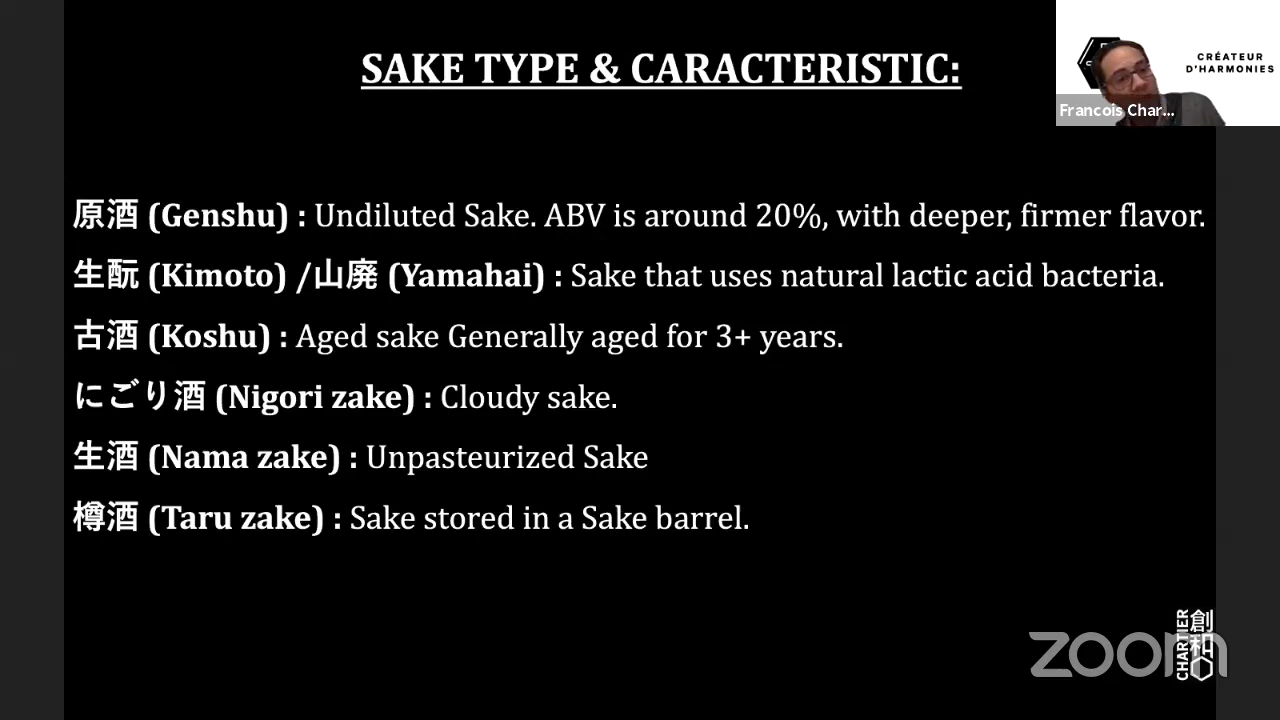 SAKE TYPE & CARACTERISTIC:
CRÉATEUR
D'HARMONIES
Francois Char...
原酒 (Genshu) : Undiluted Sake. ABV is around 20%, with deeper, firmer flavor.
生酛 (Kimoto) /山廃 (Yamahai) : Sake that uses natural lactic acid bacteria.
古酒 (Koshu) : Aged sake Generally aged for 3+ years.
にごり酒 (Nigori zake) : Cloudy sake.
生酒 (Nama zake) : Unpasteurized Sake
樽酒 (Taru zake) : Sake stored in a Sake barrel.
CHARTIER
創和
zoom